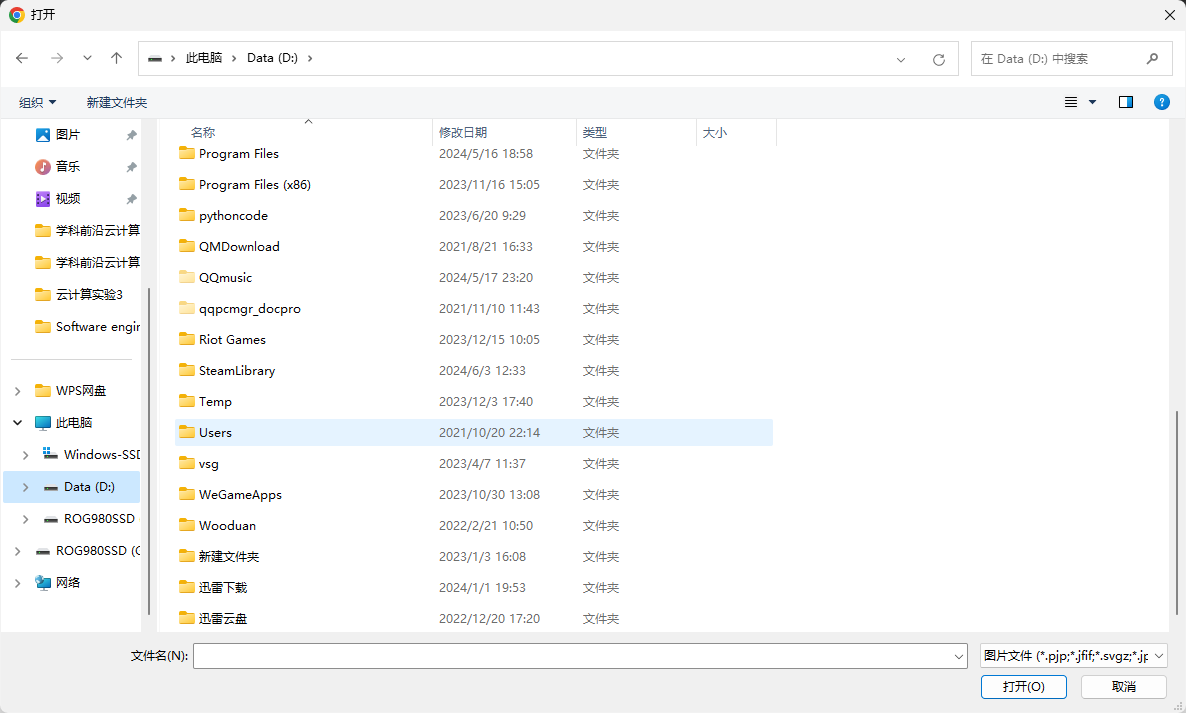 打开
此电脑 Data (D:) 在 Data (D:) 中搜索
组织 新建文件夹
图片
音乐
视频
学科前沿云计算
学科前沿云计算
云计算实验3
Software engir
WPS网盘
此电脑
Windows-SSD
Data (D:)
ROG980SSD
ROG980SSD (G
网络
名称 修改日期 类型 大小
Program Files 2024/5/16 18:58 文件夹
Program Files (x86) 2023/11/16 15:05 文件夹
pythoncode 2023/6/20 9:29 文件夹
QMDownload 2021/8/21 16:33 文件夹
QQmusic 2024/5/17 23:20 文件夹
qqpcmgr_docpro 2021/11/10 11:43 文件夹
Riot Games 2023/12/15 10:05 文件夹
SteamLibrary 2024/6/3 12:33 文件夹
Temp 2023/12/3 17:40 文件夹
Users 2021/10/20 22:14 文件夹
vsg 2023/4/7 11:37 文件夹
WeGameApps 2023/10/30 13:08 文件夹
Wooduan 2022/2/21 10:50 文件夹
新建文件夹 2023/1/3 16:08 文件夹
迅雷下载 2024/1/1 19:53 文件夹
迅雷云盘 2022/12/20 17:20 文件夹
文件名(N): 图片文件 (*.pjp;*.jfif;*.svgz;*.jp
打开(O) 取消